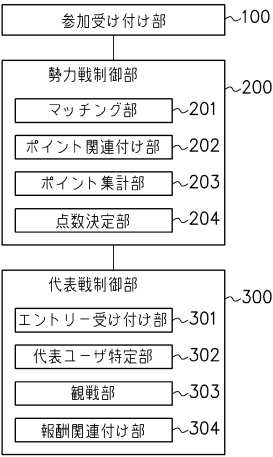 参加受け付け部 100
勢力戦制御部
200
マッチング部 201
ポイント関連付け部 202
ポイント集計部 203
点数決定部 204
代表戦制御部
300
エントリー受け付け部 301
代表ユーザ特定部 302
観戦部 303
報酬関連付け部 304